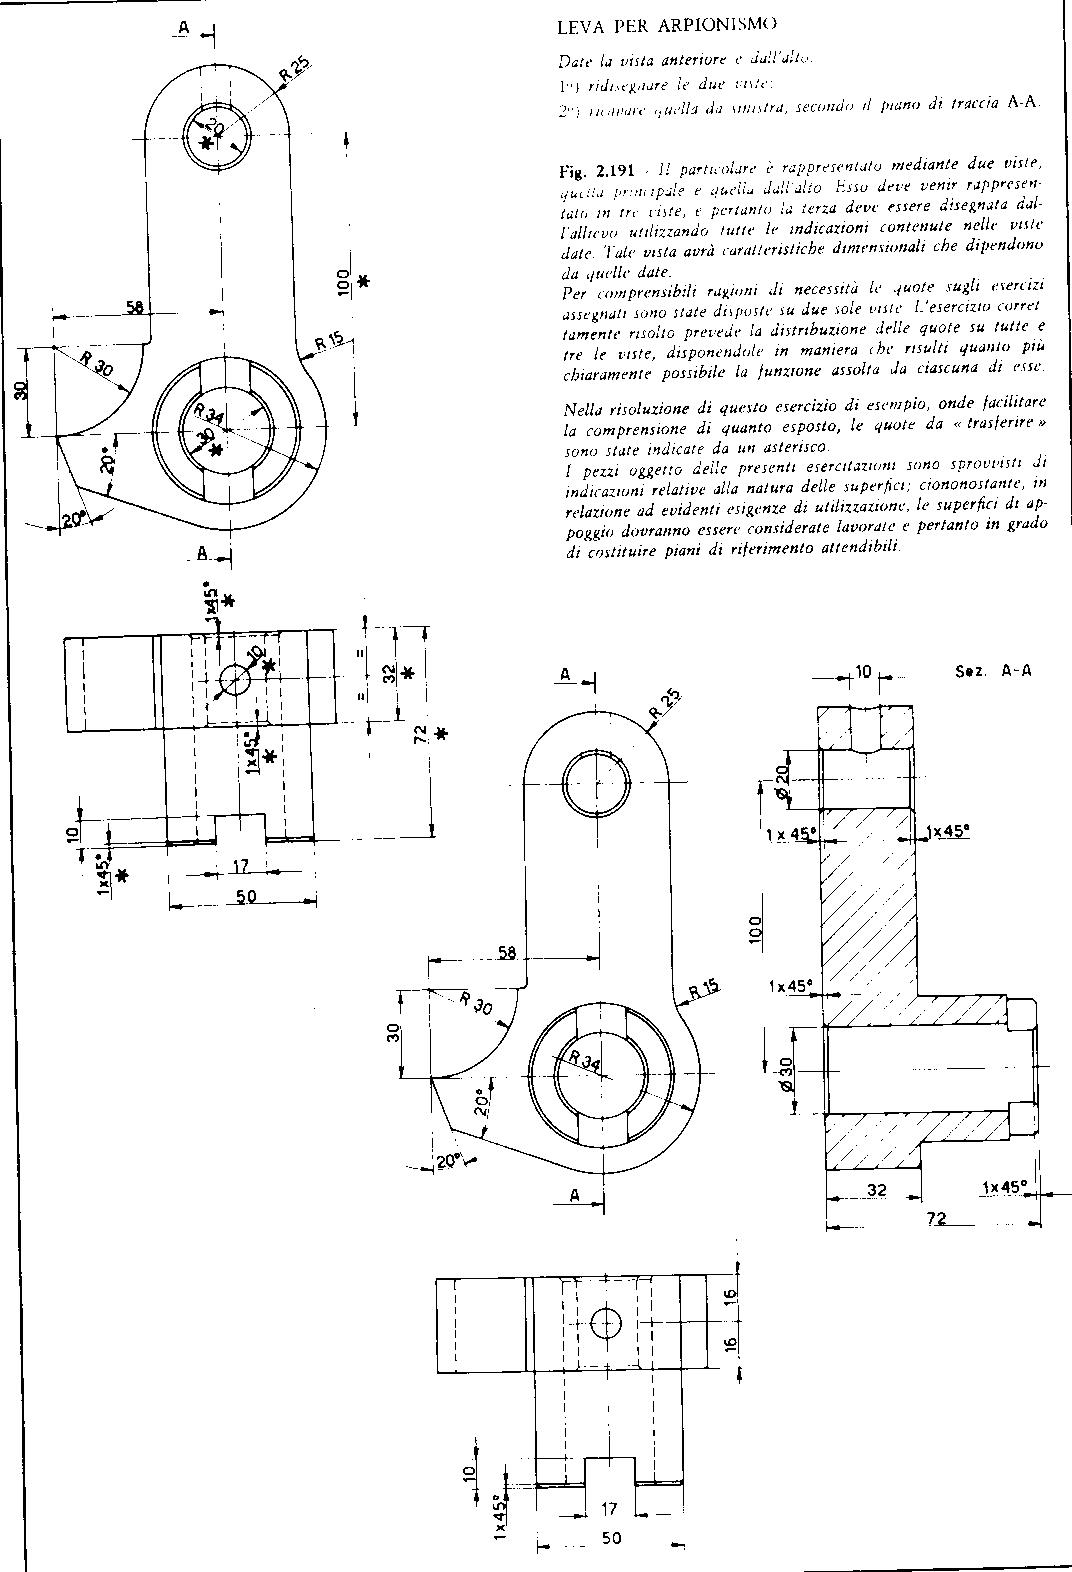 LEVA PER ARPIONISMO
Date la vista anteriore e dall'alto:
1°) ridisegnare le due viste;
2°) ricavare quella da sinistra, secondo il piano di traccia A-A.
Fig. 2.191 - Il particolare è rappresentato mediante due viste,
quella principale e quella dall'alto. Esso deve venir rappresen-
tato in tre viste, e pertanto la terza deve essere disegnata dal-
l'allievo utilizzando tutte le indicazioni contenute nelle viste
date. Tale vista avrà caratteristiche dimensionali che dipendono
da quelle date.
Per comprensibili ragioni di necessità le quote sugli esercizi
assegnati sono state disposte su due sole viste. L'esercizio corret
tamente risolto prevede la distribuzione delle quote su tutte e
tre le viste, disponendole in maniera che risulti quanto più
chiaramente possibile la funzione assolta da ciascuna di esse.
Nella risoluzione di questo esercizio di esempio, onde facilitare
la comprensione di quanto esposto, le quote da « trasferire »
sono state indicate da un asterisco.
I pezzi oggetto delle presenti esercitazioni sono sprovvisti di
indicazioni relative alla natura delle superfici; ciononostante, in
relazione ad evidenti esigenze di utilizzazione, le superfici di ap-
poggio dovranno essere considerate lavorate e pertanto in grado
di costituire piani di riferimento attendibili.
A
R 25
20
*
100
*
58
R 30
R 15
30
R 34
30
*
20°
20°
A
1x45°
*
10
*
=
=
32
*
72
*
1x45°
*
10
1x45°
*
17
50
A
R 25
58
R 30
R 15
30
R 34
20°
20°
A
10
Sez. A-A
Ø 20
1x45°
1x45°
100
1x45°
Ø 30
32
1x45°
72
16
16
10
1x45°
17
50